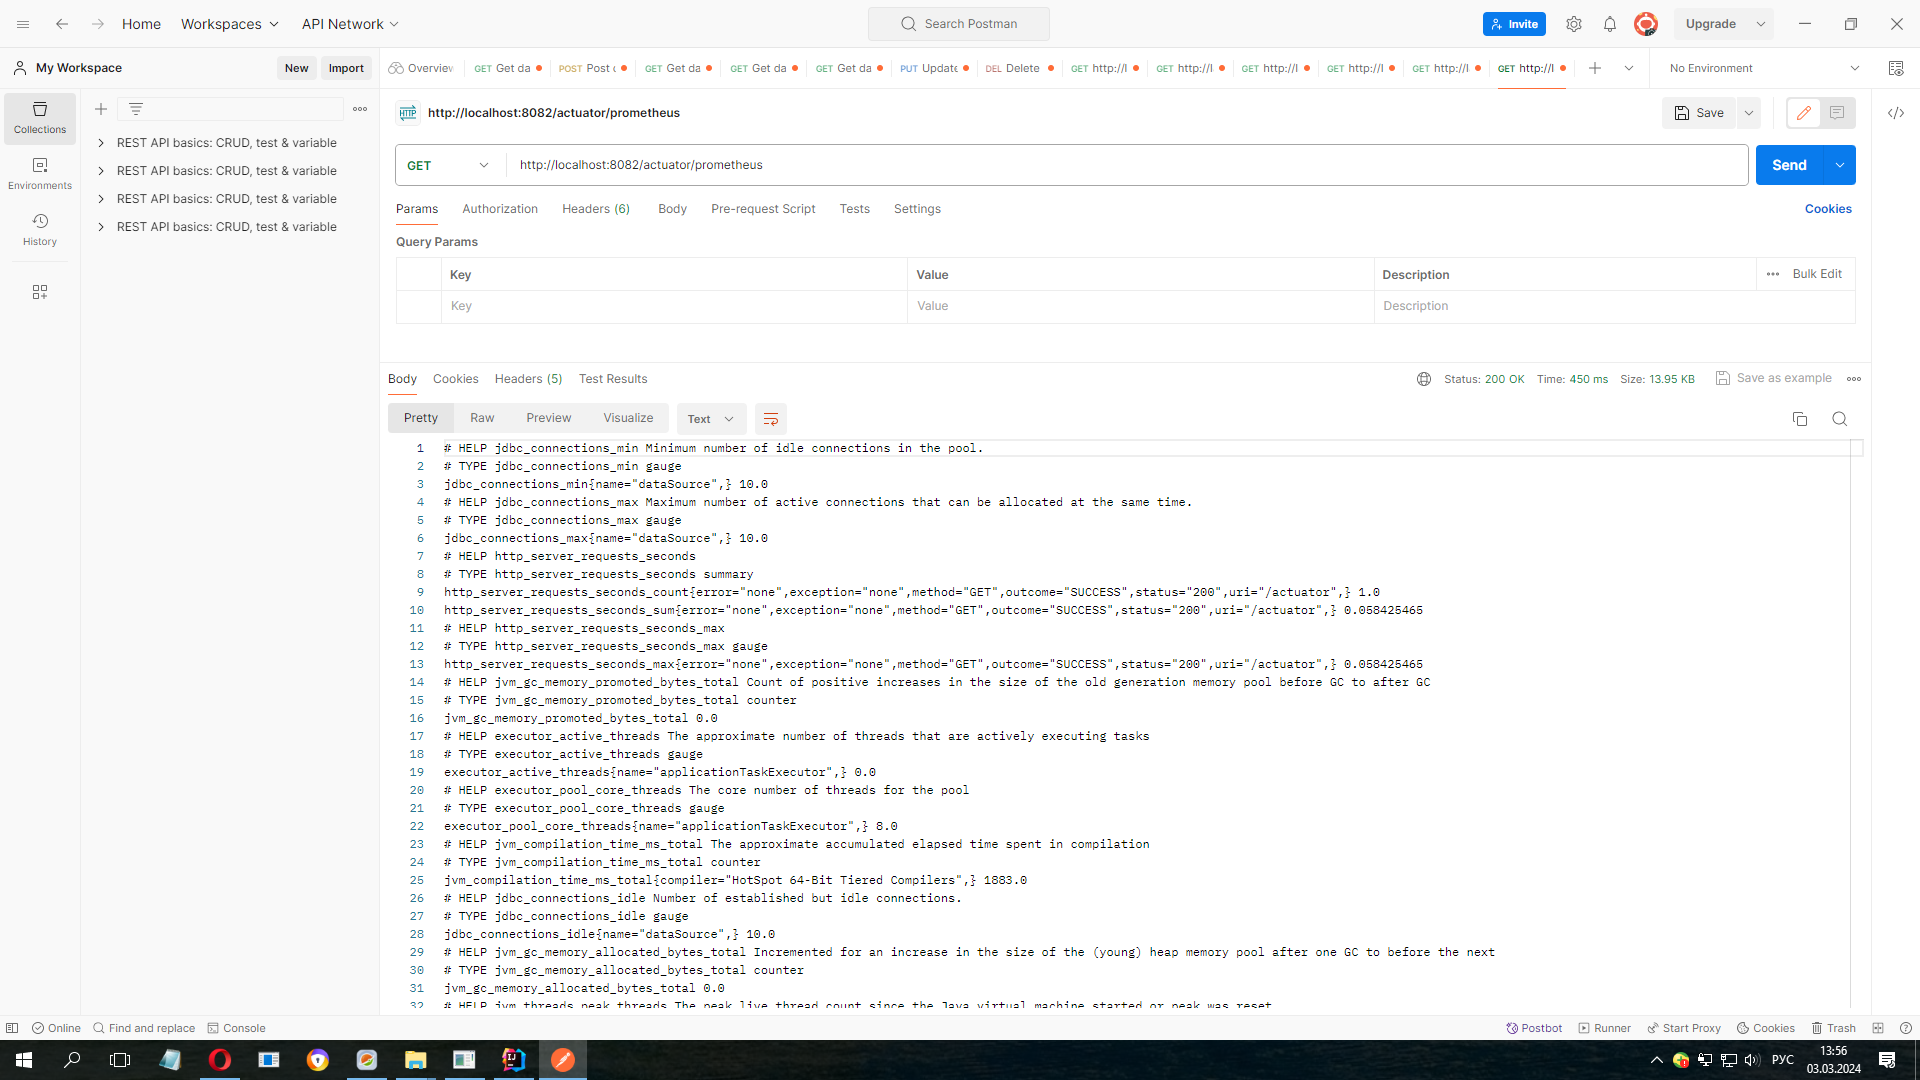 Home
Workspaces
API Network
Search Postman
Invite
Upgrade
My Workspace
New
Import
Overview
GET Get da
POST Post
GET Get da
GET Get da
GET Get da
PUT Update
DEL Delete
GET http://l
GET http://l
GET http://l
GET http://l
GET http://l
GET http://l
No Environment
Collections
Environments
History
REST API basics: CRUD, test & variable
REST API basics: CRUD, test & variable
REST API basics: CRUD, test & variable
REST API basics: CRUD, test & variable
HTTP
http://localhost:8082/actuator/prometheus
Save
GET
http://localhost:8082/actuator/prometheus
Send
Params
Authorization
Headers (6)
Body
Pre-request Script
Tests
Settings
Cookies
Query Params
Key
Value
Description
Bulk Edit
Key
Value
Description
Body
Cookies
Headers (5)
Test Results
Status: 200 OK
Time: 450 ms
Size: 13.95 KB
Save as example
Pretty
Raw
Preview
Visualize
Text
1 # HELP jdbc_connections_min Minimum number of idle connections in the pool.
2 # TYPE jdbc_connections_min gauge
3 jdbc_connections_min{name="dataSource",} 10.0
4 # HELP jdbc_connections_max Maximum number of active connections that can be allocated at the same time.
5 # TYPE jdbc_connections_max gauge
6 jdbc_connections_max{name="dataSource",} 10.0
7 # HELP http_server_requests_seconds
8 # TYPE http_server_requests_seconds summary
9 http_server_requests_seconds_count{error="none",exception="none",method="GET",outcome="SUCCESS",status="200",uri="/actuator",} 1.0
10 http_server_requests_seconds_sum{error="none",exception="none",method="GET",outcome="SUCCESS",status="200",uri="/actuator",} 0.058425465
11 # HELP http_server_requests_seconds_max
12 # TYPE http_server_requests_seconds_max gauge
13 http_server_requests_seconds_max{error="none",exception="none",method="GET",outcome="SUCCESS",status="200",uri="/actuator",} 0.058425465
14 # HELP jvm_gc_memory_promoted_bytes_total Count of positive increases in the size of the old generation memory pool before GC to after GC
15 # TYPE jvm_gc_memory_promoted_bytes_total counter
16 jvm_gc_memory_promoted_bytes_total 0.0
17 # HELP executor_active_threads The approximate number of threads that are actively executing tasks
18 # TYPE executor_active_threads gauge
19 executor_active_threads{name="applicationTaskExecutor",} 0.0
20 # HELP executor_pool_core_threads The core number of threads for the pool
21 # TYPE executor_pool_core_threads gauge
22 executor_pool_core_threads{name="applicationTaskExecutor",} 8.0
23 # HELP jvm_compilation_time_ms_total The approximate accumulated elapsed time spent in compilation
24 # TYPE jvm_compilation_time_ms_total counter
25 jvm_compilation_time_ms_total{compiler="HotSpot 64-Bit Tiered Compilers",} 1883.0
26 # HELP jdbc_connections_idle Number of established but idle connections.
27 # TYPE jdbc_connections_idle gauge
28 jdbc_connections_idle{name="dataSource",} 10.0
29 # HELP jvm_gc_memory_allocated_bytes_total Incremented for an increase in the size of the (young) heap memory pool after one GC to before the next
30 # TYPE jvm_gc_memory_allocated_bytes_total counter
31 jvm_gc_memory_allocated_bytes_total 0.0
32 # HELP jvm_threads_peak_threads The peak live thread count since the Java virtual machine started or peak was reset
Online
Find and replace
Console
Postbot
Runner
Start Proxy
Cookies
Trash
РУС
13:56
03.03.2024